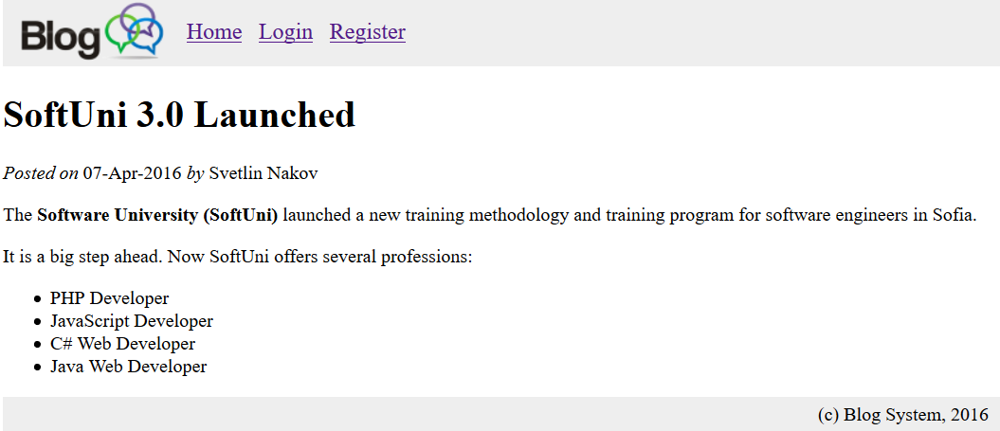 Blog Home Login Register
SoftUni 3.0 Launched
Posted on 07-Apr-2016 by Svetlin Nakov
The Software University (SoftUni) launched a new training methodology and training program for software engineers in Sofia.
It is a big step ahead. Now SoftUni offers several professions:
PHP Developer
JavaScript Developer
C# Web Developer
Java Web Developer
(c) Blog System, 2016